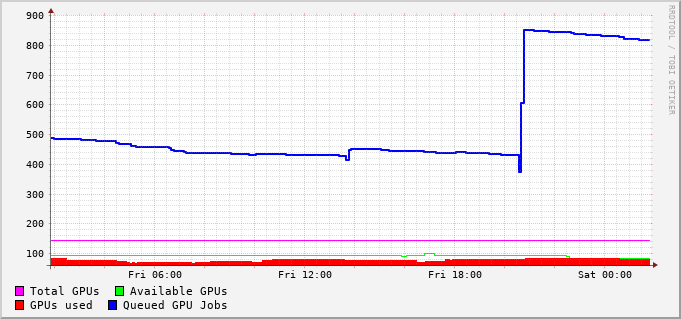 900
800
700
600
500
400
300
200
100
Fri 06:00 Fri 12:00 Fri 18:00 Sat 00:00
Total GPUs Available GPUs
GPUs used Queued GPU Jobs
RRDTOOL / TOBI OETIKER